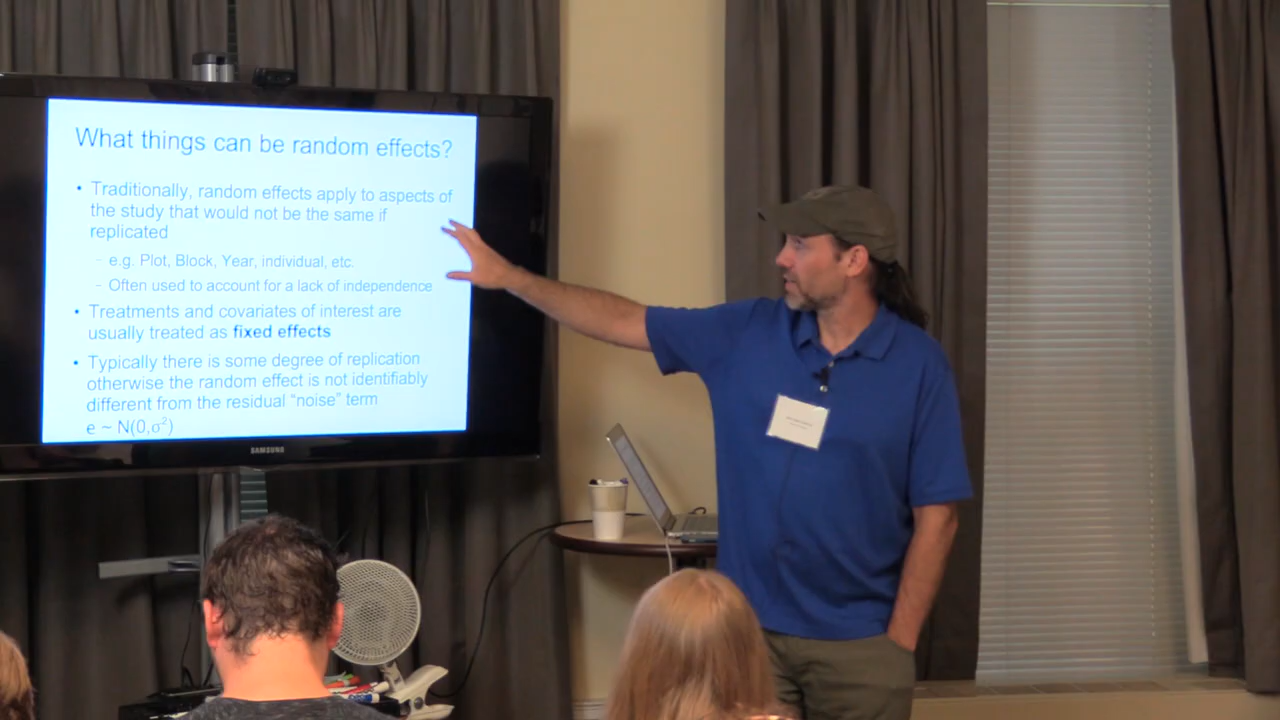 What things can be random effects?
• Traditionally, random effects apply to aspects of
the study that would not be the same if
replicated
– e.g. Plot, Block, Year, individual, etc.
– Often used to account for a lack of independence
• Treatments and covariates of interest are
usually treated as fixed effects
• Typically there is some degree of replication
otherwise the random effect is not identifiably
different from the residual “noise” term
e ~ N(0,σ²)
SAMSUNG